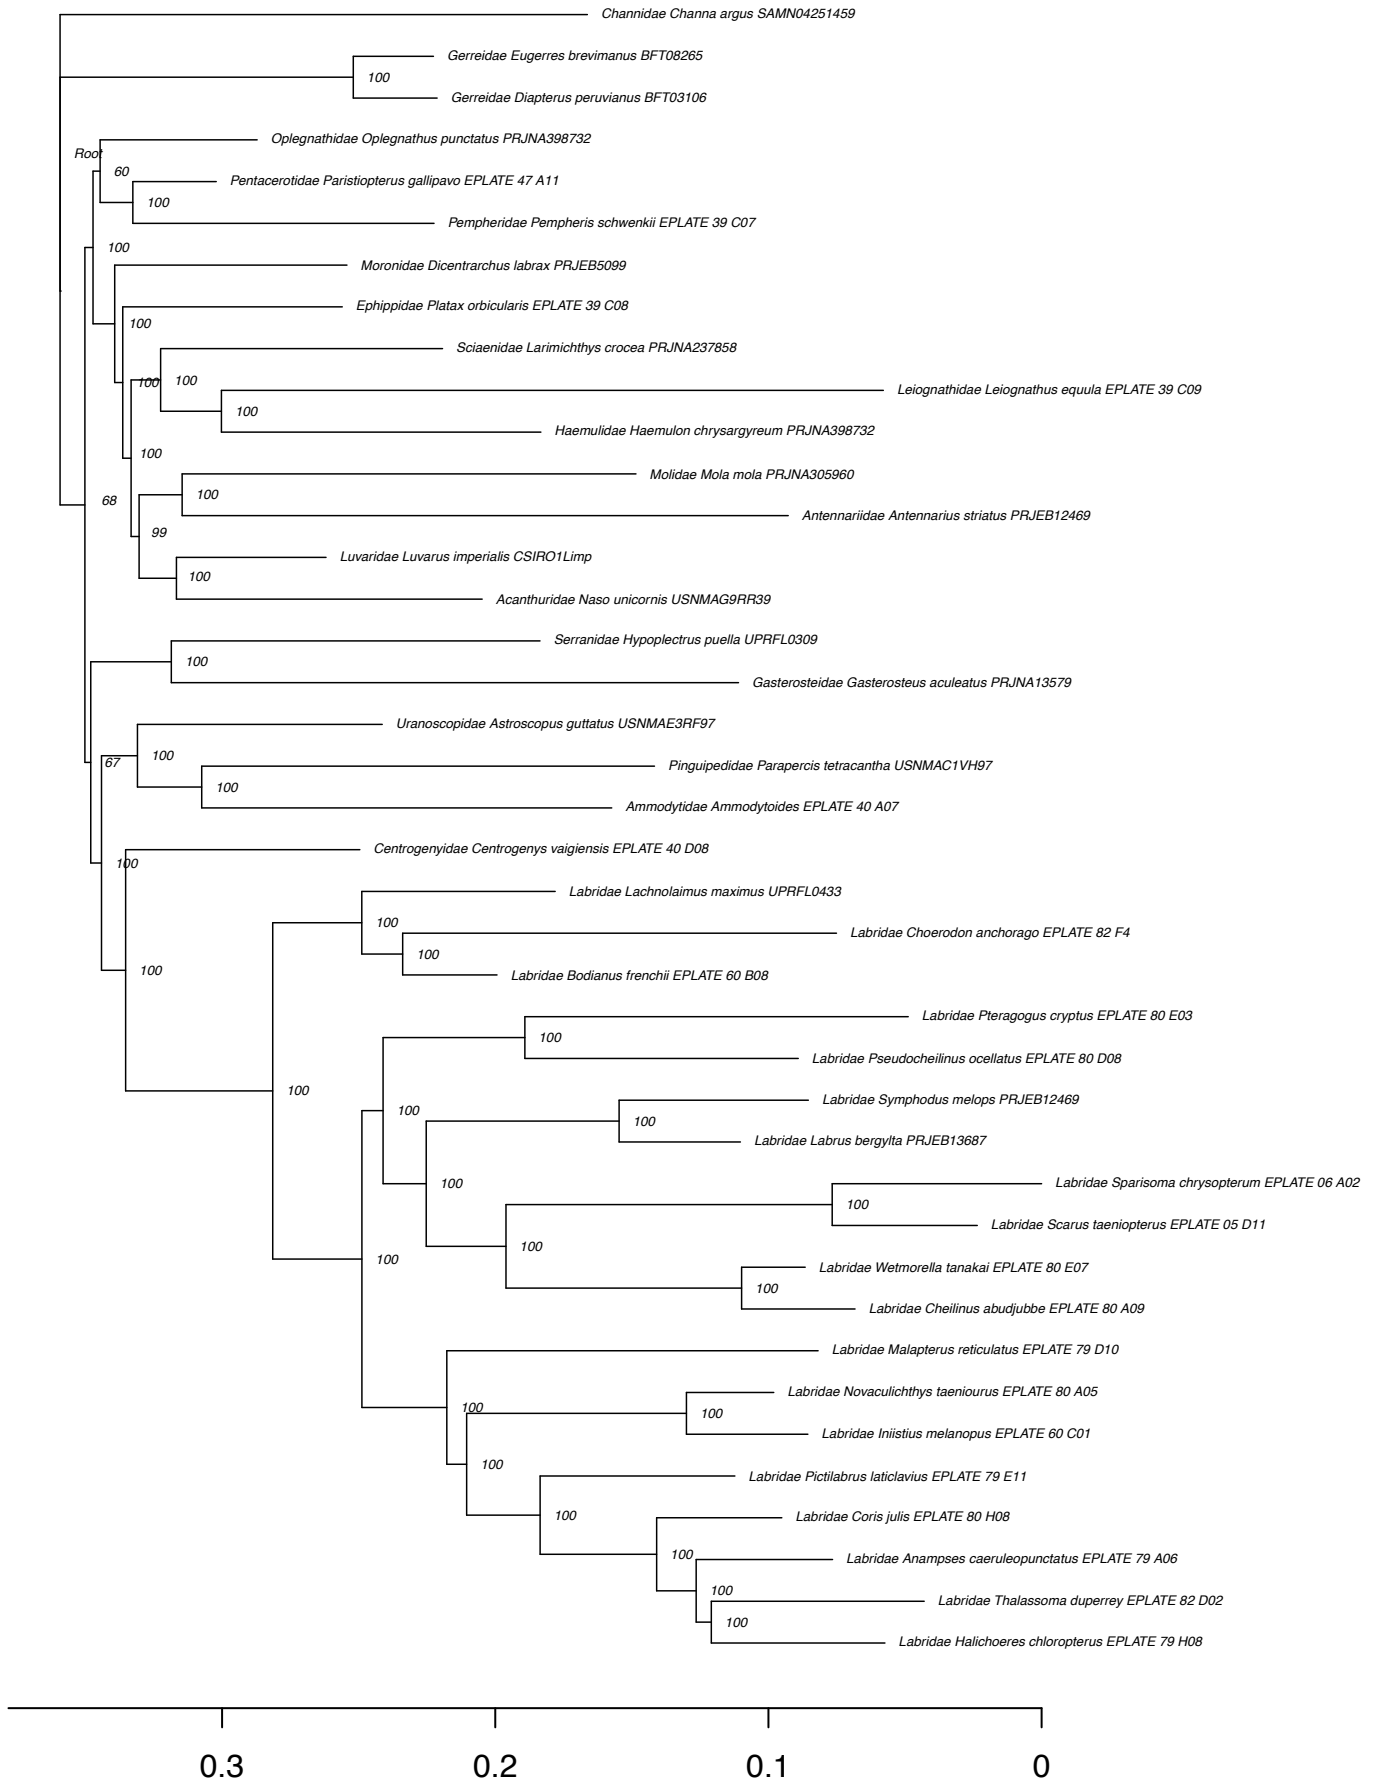 Channidae Channa argus SAMN04251459
Gerreidae Eugerres brevimanus BFT08265
100
Gerreidae Diapterus peruvianus BFT03106
Oplegnathidae Oplegnathus punctatus PRJNA398732
Root
60
Pentacerotidae Paristiopterus gallipavo EPLATE 47 A11
100
Pempheridae Pempheris schwenkii EPLATE 39 C07
100
Moronidae Dicentrarchus labrax PRJEB5099
Ephippidae Platax orbicularis EPLATE 39 C08
100
Sciaenidae Larimichthys crocea PRJNA237858
100 100
Leiognathidae Leiognathus equula EPLATE 39 C09
100
Haemulidae Haemulon chrysargyreum PRJNA398732
100
Molidae Mola mola PRJNA305960
100
68
Antennariidae Antennarius striatus PRJEB12469
99
Luvaridae Luvarus imperialis CSIRO1Limp
100
Acanthuridae Naso unicornis USNMAG9RR39
Serranidae Hypoplectrus puella UPRFL0309
100
Gasterosteidae Gasterosteus aculeatus PRJNA13579
Uranoscopidae Astroscopus guttatus USNMAE3RF97
100
67
Pinguipedidae Parapercis tetracantha USNMAC1VH97
100
Ammodytidae Ammodytoides EPLATE 40 A07
Centrogenyidae Centrogenys vaigiensis EPLATE 40 D08
100
Labridae Lachnolaimus maximus UPRFL0433
100
Labridae Choerodon anchorago EPLATE 82 F4
100
100
Labridae Bodianus frenchii EPLATE 60 B08
Labridae Pteragogus cryptus EPLATE 80 E03
100
Labridae Pseudocheilinus ocellatus EPLATE 80 D08
100
Labridae Symphodus melops PRJEB12469
100
100
Labridae Labrus bergylta PRJEB13687
100
Labridae Sparisoma chrysopterum EPLATE 06 A02
100
Labridae Scarus taeniopterus EPLATE 05 D11
100
100
Labridae Wetmorella tanakai EPLATE 80 E07
100
Labridae Cheilinus abudjubbe EPLATE 80 A09
Labridae Malapterus reticulatus EPLATE 79 D10
Labridae Novaculichthys taeniourus EPLATE 80 A05
100
100
Labridae Iniistius melanopus EPLATE 60 C01
100
Labridae Pictilabrus laticlavius EPLATE 79 E11
100
Labridae Coris julis EPLATE 80 H08
100
Labridae Anampses caeruleopunctatus EPLATE 79 A06
100
Labridae Thalassoma duperrey EPLATE 82 D02
100
Labridae Halichoeres chloropterus EPLATE 79 H08
0.3 0.2 0.1 0